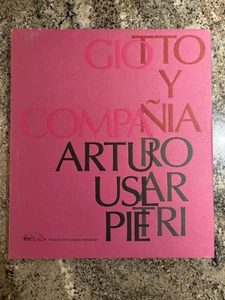 GIOTTO
Y
COMPAÑIA
ARTURO
USLAR
PIETRI